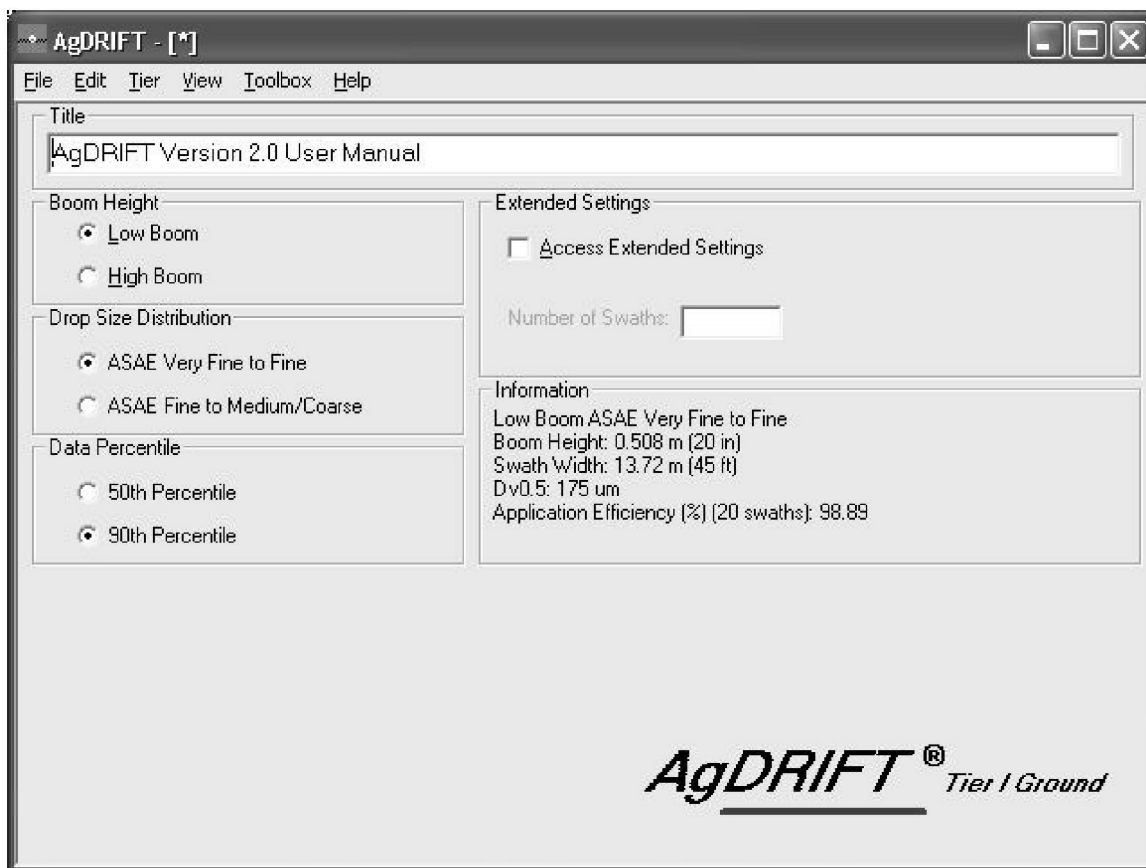 AgDRIFT - [*]
File Edit Tier View Toolbox Help
Title
AgDRIFT Version 2.0 User Manual
Boom Height
Low Boom
High Boom
Drop Size Distribution
ASAE Very Fine to Fine
ASAE Fine to Medium/Coarse
Data Percentile
50th Percentile
90th Percentile
Extended Settings
Access Extended Settings
Number of Swaths:
Information
Low Boom ASAE Very Fine to Fine
Boom Height: 0.508 m (20 in)
Swath Width: 13.72 m (45 ft)
Dv0.5: 175 um
Application Efficiency (%) (20 swaths): 98.89
AgDRIFT® Tier I Ground